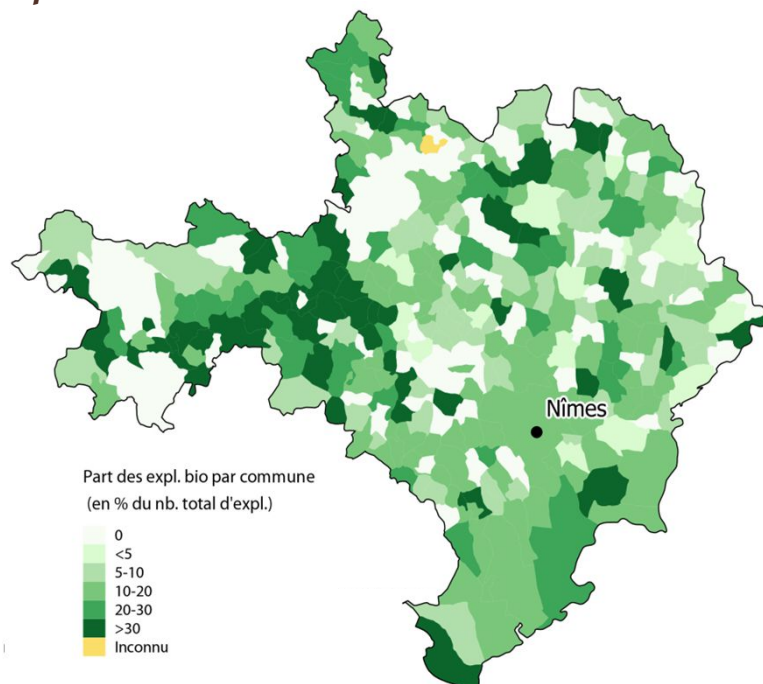 Nîmes
Part des expl. bio par commune
(en % du nb. total d'expl.)
0
<5
5-10
10-20
20-30
>30
Inconnu